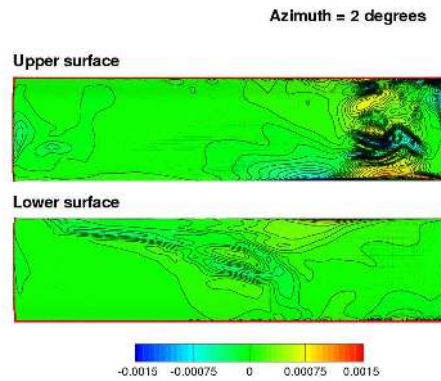 Azimuth = 2 degrees
Upper surface
Lower surface
-0.0015 -0.00075 0 0.00075 0.0015